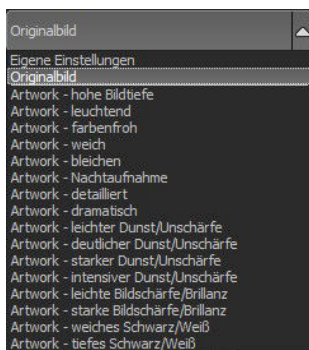 Originalbild
Eigene Einstellungen
Originalbild
Artwork - hohe Bildtiefe
Artwork - leuchtend
Artwork - farbenfroh
Artwork - weich
Artwork - bleichen
Artwork - Nachtaufnahme
Artwork - detailliert
Artwork - dramatisch
Artwork - leichter Dunst/Unschärfe
Artwork - deutlicher Dunst/Unschärfe
Artwork - starker Dunst/Unschärfe
Artwork - intensiver Dunst/Unschärfe
Artwork - leichte Bildschärfe/Brillanz
Artwork - starke Bildschärfe/Brillanz
Artwork - weiches Schwarz/Weiß
Artwork - tiefes Schwarz/Weiß